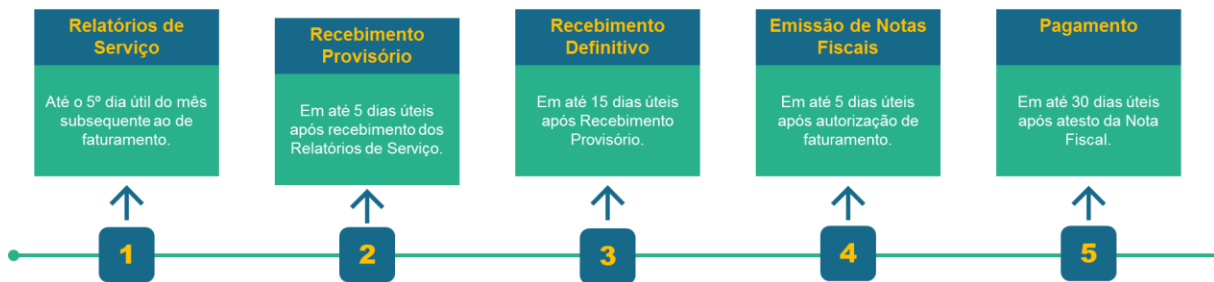 Relatórios de
Serviço
Até o 5º dia útil do mês
subsequente ao de
faturamento.
1
Recebimento
Provisório
Em até 5 dias úteis
após recebimento dos
Relatórios de Serviço.
2
Recebimento
Definitivo
Em até 15 dias úteis
após Recebimento
Provisório.
3
Emissão de Notas
Fiscais
Em até 5 dias úteis
após autorização de
faturamento.
4
Pagamento
Em até 30 dias úteis
após atesto da Nota
Fiscal.
5